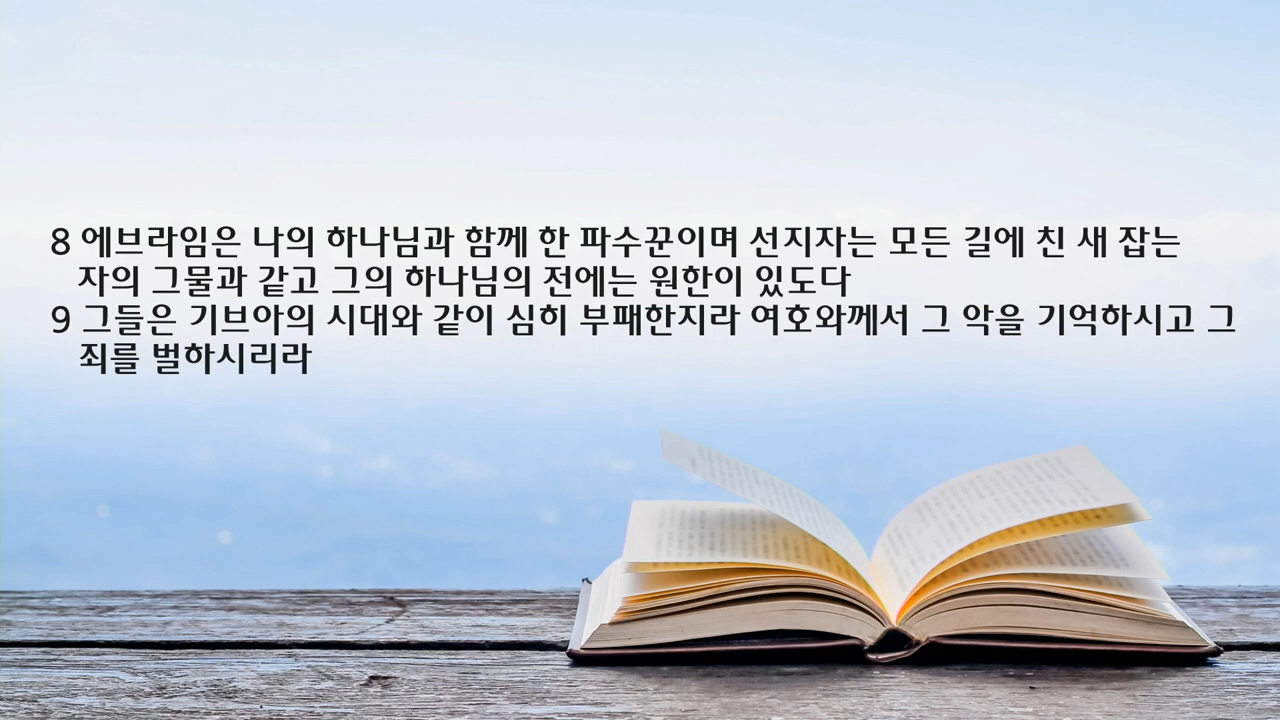 8 에브라임은 나의 하나님과 함께 한 파수꾼이며 선지자는 모든 길에 친 새 잡는
자의 그물과 같고 그의 하나님의 전에는 원한이 있도다
9 그들은 기브아의 시대와 같이 심히 부패한지라 여호와께서 그 악을 기억하시고 그
죄를 벌하시리라